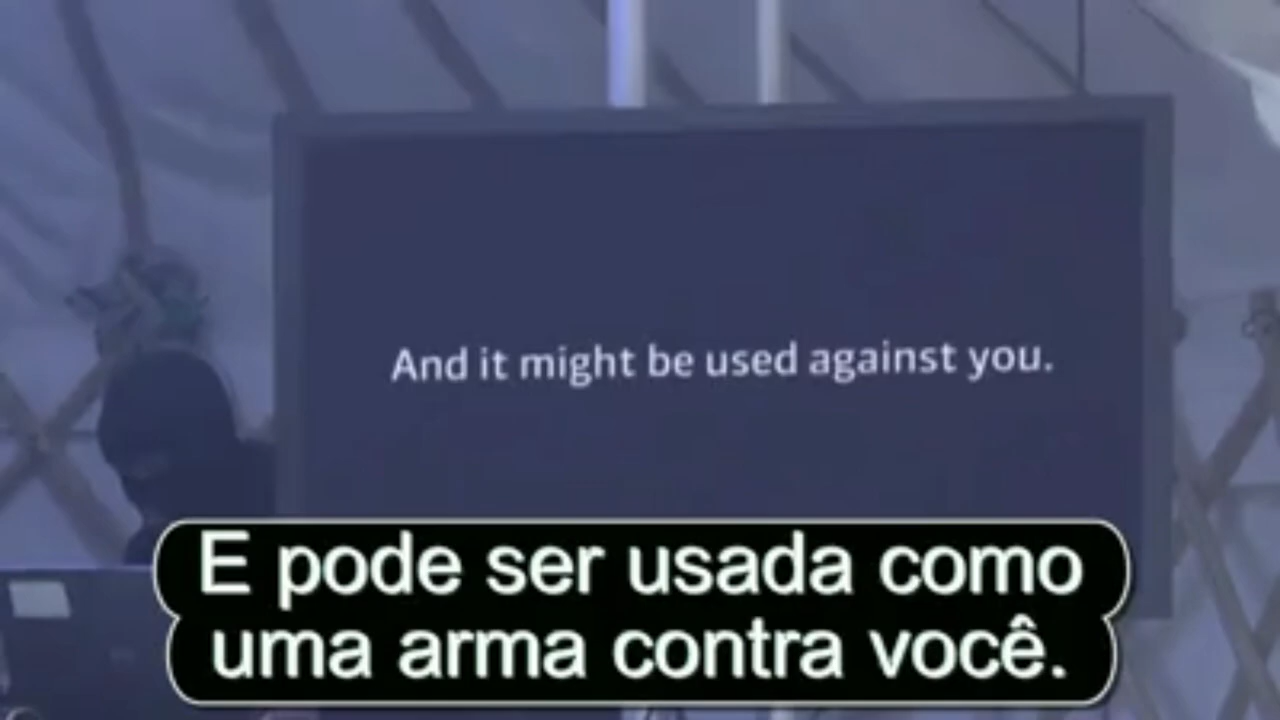 And it might be used against you.
E pode ser usada como
uma arma contra você.